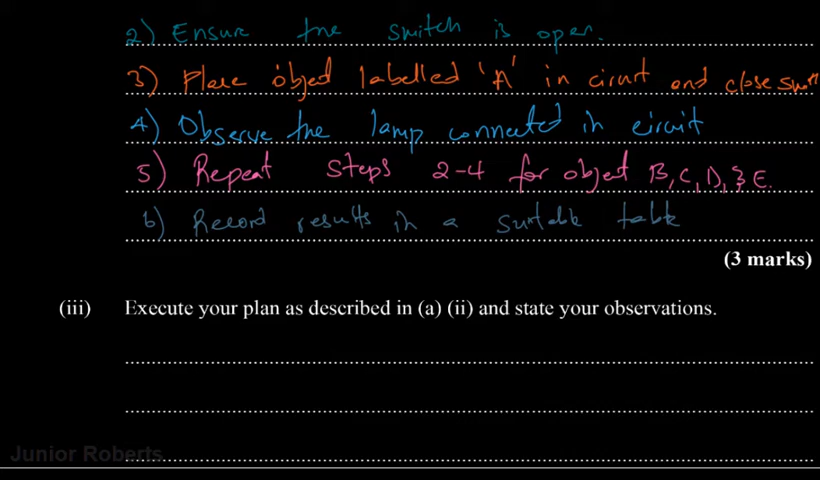 2) Ensure the switch is open.
3) Place object labelled 'A' in circuit and close switch
4) Observe the lamp connected in circuit
5) Repeat steps 2-4 for object B, C, D, & E.
6) Record results in a suitable table
(3 marks)
(iii) Execute your plan as described in (a) (ii) and state your observations.
Junior Roberts